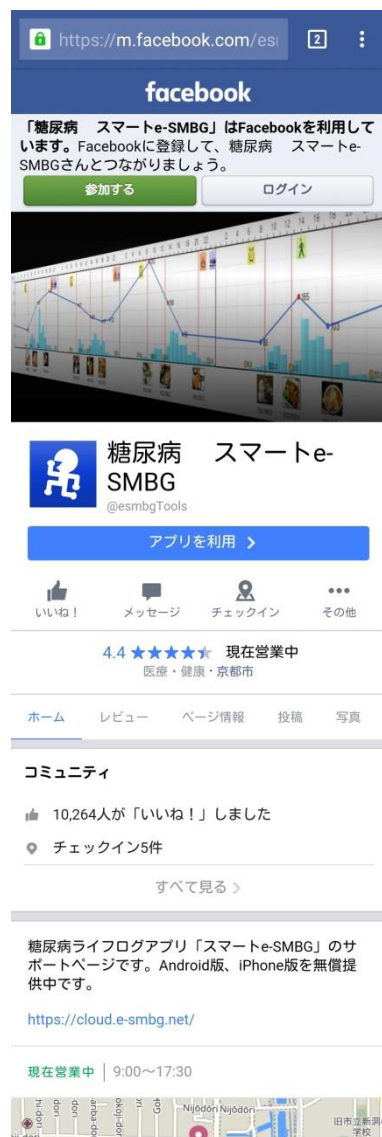 https://m.facebook.com/es
2
facebook
「糖尿病　スマートe-SMBG」はFacebookを利用して
います。Facebookに登録して、糖尿病　スマートe-
SMBGさんとつながりましょう。
参加する
ログイン
糖尿病　スマートe-
SMBG
@esmbgTools
アプリを利用
いいね！
メッセージ
チェックイン
その他
4.4 ★★★★★ 現在営業中
医療・健康・京都市
ホーム
レビュー
ページ情報
投稿
写真
コミュニティ
10,264人が「いいね！」しました
チェックイン5件
すべて見る
糖尿病ライフログアプリ「スマートe-SMBG」のサ
ポートページです。Android版、iPhone版を無償提
供中です。
https://cloud.e-smbg.net/
現在営業中 | 9:00～17:30
Nijōdōri Nijōdōri
旧市立新洞
学校